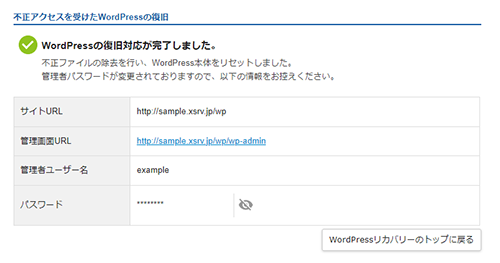 不正アクセスを受けたWordPressの復旧
WordPressの復旧対応が完了しました。
不正ファイルの除去を行い、WordPress本体をリセットしました。
管理者パスワードが変更されておりますので、以下の情報をお控えください。
サイトURL http://sample.xsrv.jp/wp
管理画面URL http://sample.xsrv.jp/wp/wp-admin
管理者ユーザー名 example
パスワード ********
WordPressリカバリーのトップに戻る